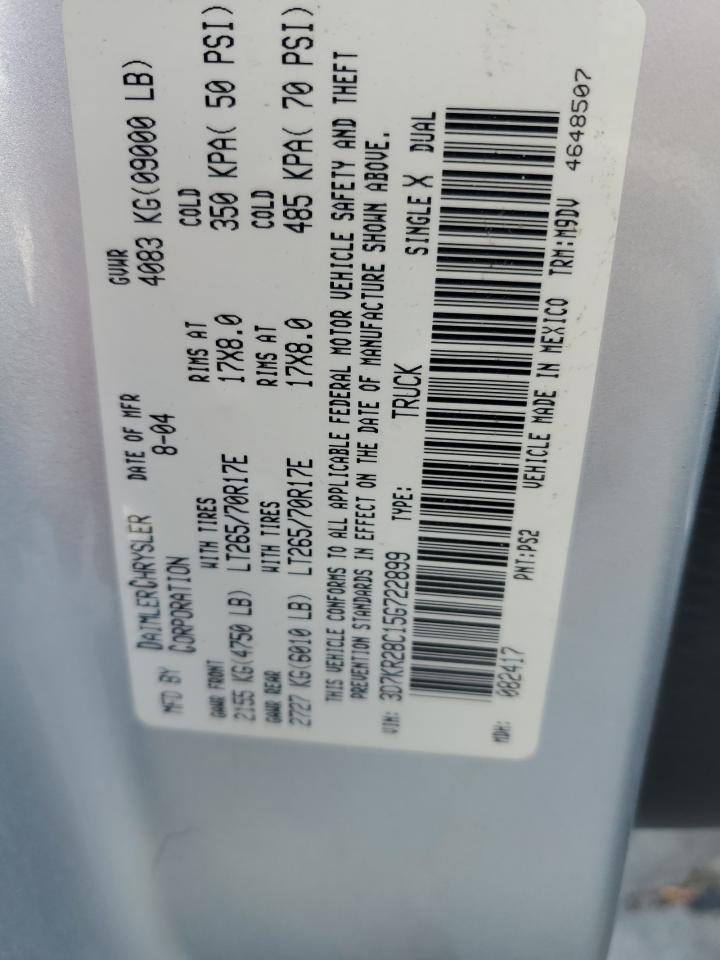 MFD BY DAIMLERCHRYSLER CORPORATION DATE OF MFR 8-04 GVWR 4083 KG(09000 LB)
GAWR FRONT WITH TIRES RIMS AT COLD
2155 KG(4750 LB) LT265/70R17E 17X8.0 350 KPA( 50 PSI)
GAWR REAR WITH TIRES RIMS AT COLD
2727 KG(6010 LB) LT265/70R17E 17X8.0 485 KPA( 70 PSI)
THIS VEHICLE CONFORMS TO ALL APPLICABLE FEDERAL MOTOR VEHICLE SAFETY AND THEFT
PREVENTION STANDARDS IN EFFECT ON THE DATE OF MANUFACTURE SHOWN ABOVE.
VIN: 3D7KR28C15G722899 TYPE: TRUCK SINGLE X DUAL
MDH: 082417 PNT:PS2 VEHICLE MADE IN MEXICO TRM:M9DV 4648507